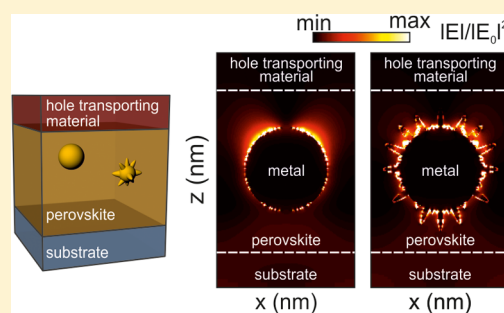 min
max
|E|/|E₀|²
hole transporting
material
perovskite
substrate
z (nm)
hole transporting
material
metal
perovskite
substrate
x (nm)
hole transporting
material
metal
perovskite
substrate
x (nm)